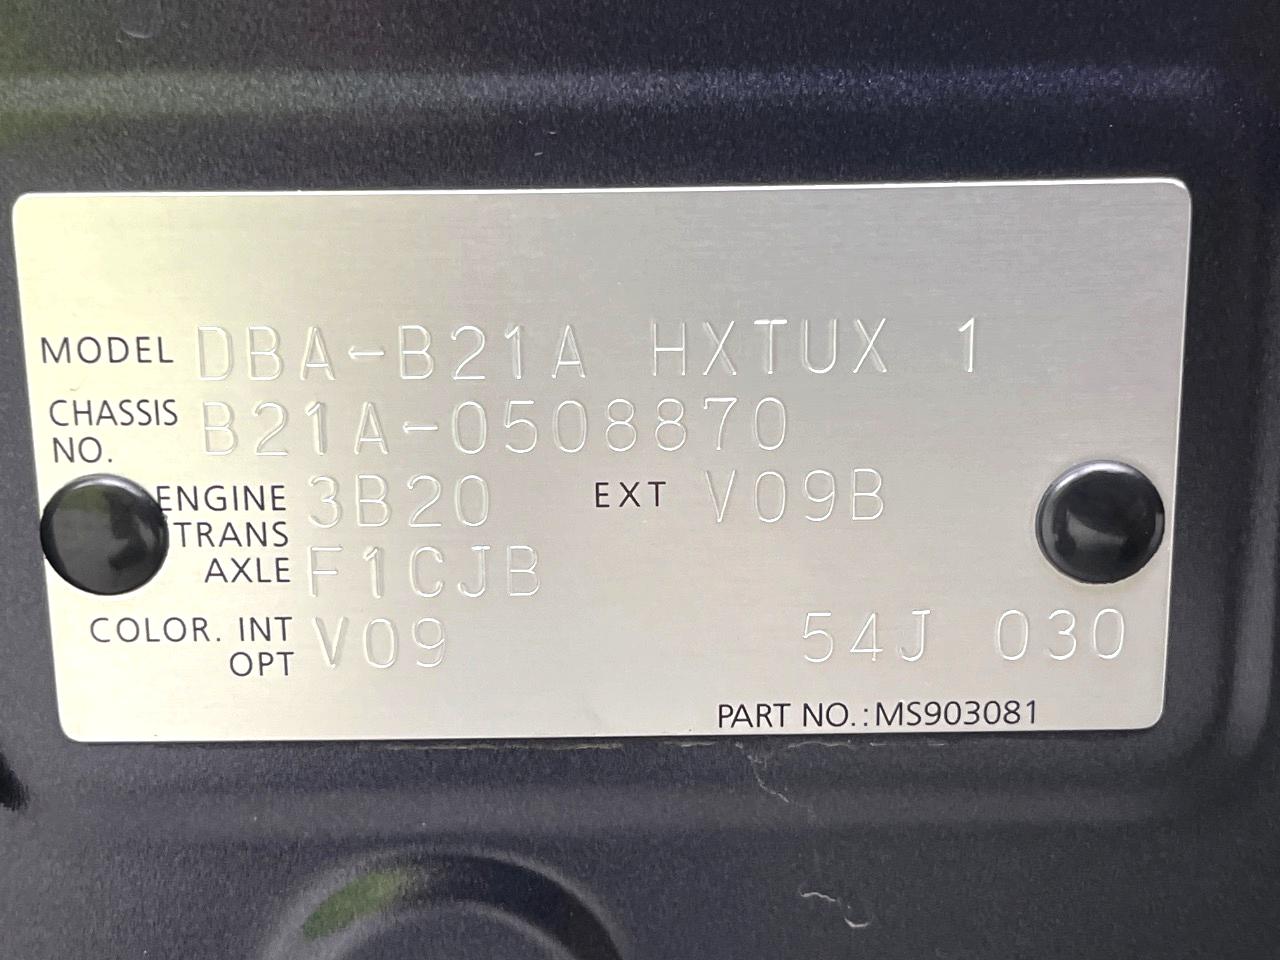 MODEL DBA-B21A HXTUX 1
CHASSIS NO. B21A-0508870
ENGINE 3B20 EXT V09B
TRANS
AXLE F1CJB
COLOR. INT
OPT V09 54J 030
PART NO.:MS903081